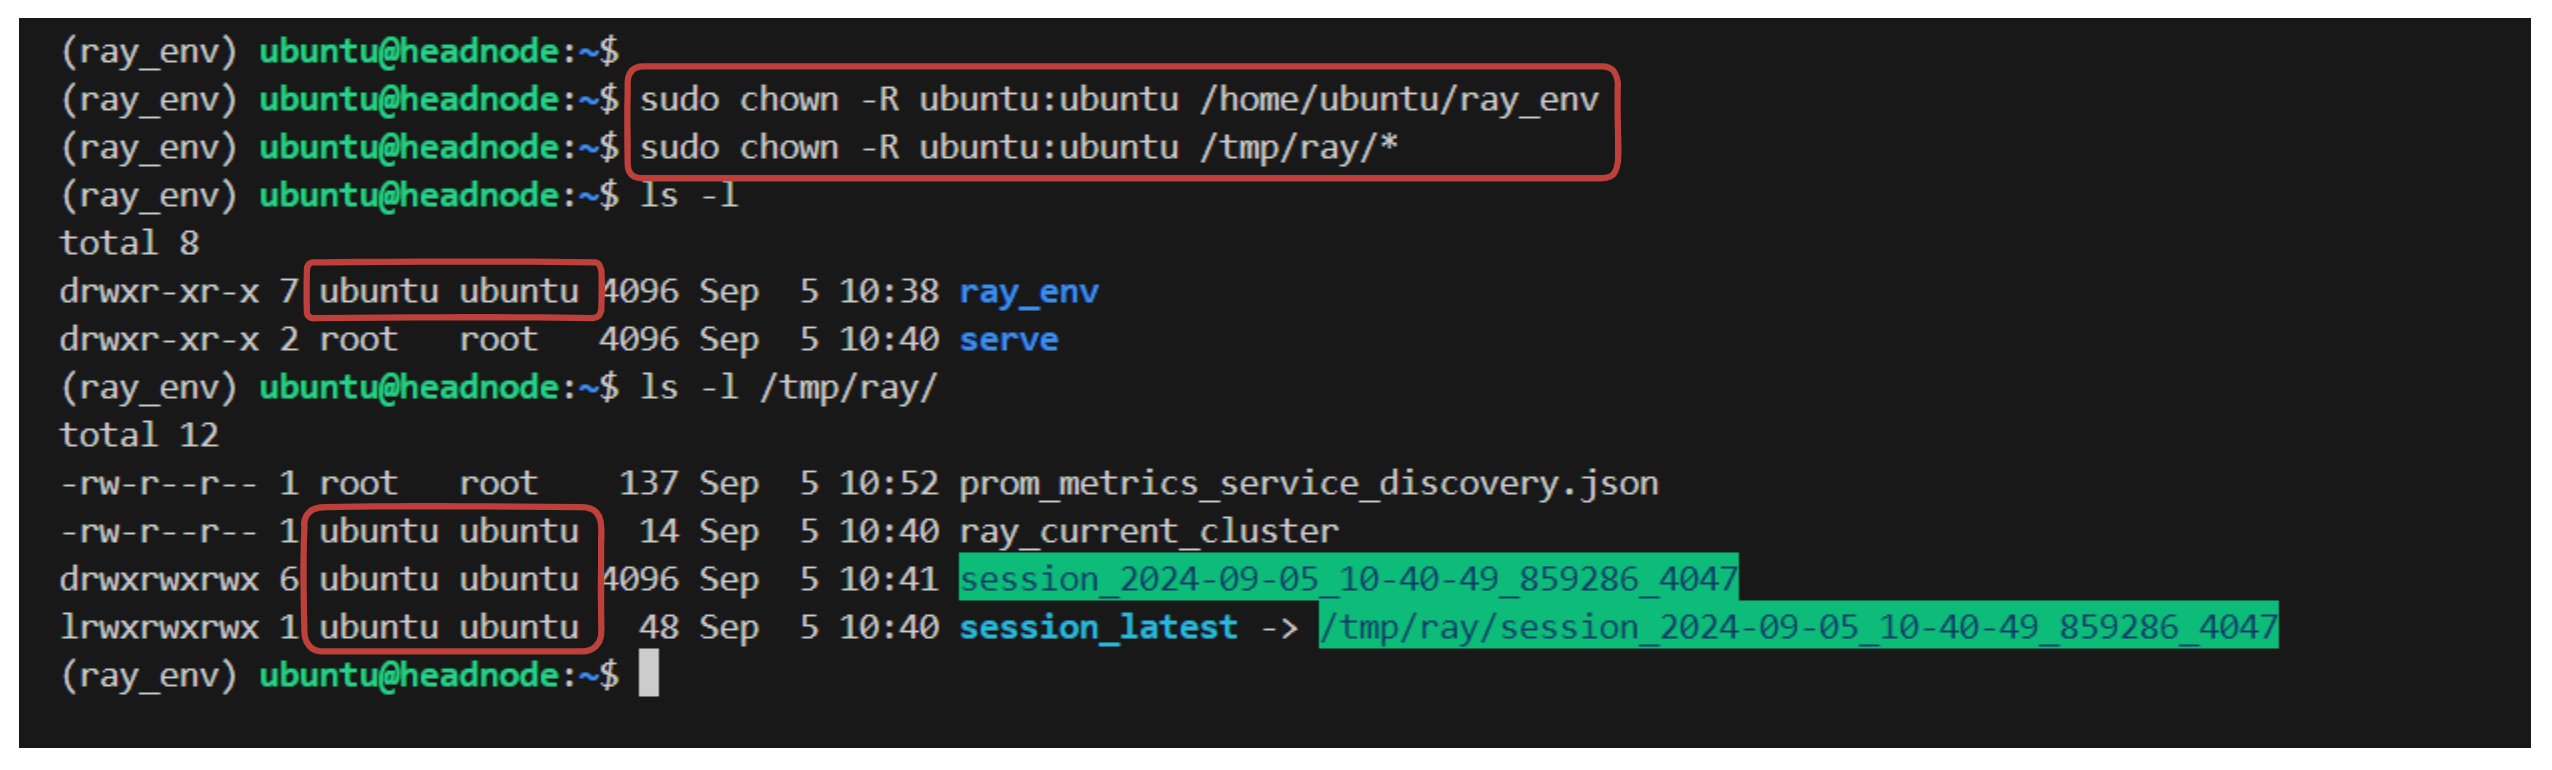 (ray_env) ubuntu@headnode:~$
(ray_env) ubuntu@headnode:~$ sudo chown -R ubuntu:ubuntu /home/ubuntu/ray_env
(ray_env) ubuntu@headnode:~$ sudo chown -R ubuntu:ubuntu /tmp/ray/*
(ray_env) ubuntu@headnode:~$ ls -l
total 8
drwxr-xr-x 7 ubuntu ubuntu 4096 Sep  5 10:38 ray_env
drwxr-xr-x 2 root   root   4096 Sep  5 10:40 serve
(ray_env) ubuntu@headnode:~$ ls -l /tmp/ray/
total 12
-rw-r--r-- 1 root   root    137 Sep  5 10:52 prom_metrics_service_discovery.json
-rw-r--r-- 1 ubuntu ubuntu   14 Sep  5 10:40 ray_current_cluster
drwxrwxrwx 6 ubuntu ubuntu 4096 Sep  5 10:41 session_2024-09-05_10-40-49_859286_4047
lrwxrwxrwx 1 ubuntu ubuntu   48 Sep  5 10:40 session_latest -> /tmp/ray/session_2024-09-05_10-40-49_859286_4047
(ray_env) ubuntu@headnode:~$